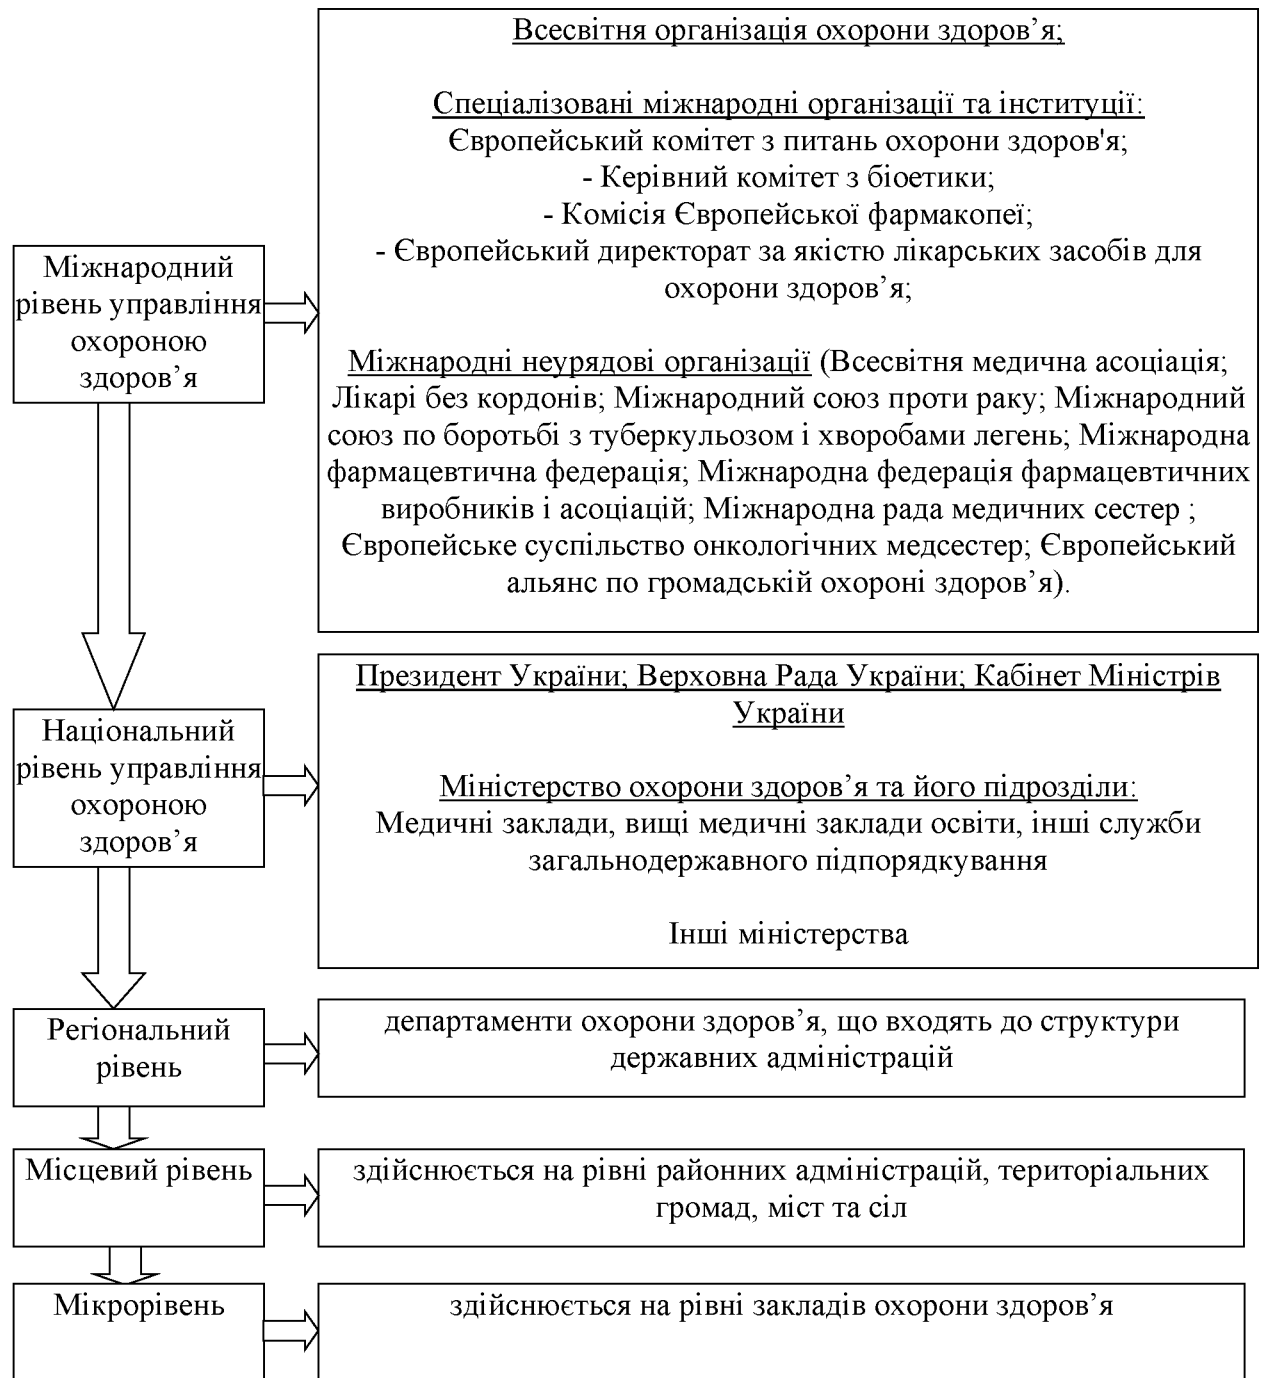 Всесвітня організація охорони здоров’я;
Спеціалізовані міжнародні організації та інституції:
Європейський комітет з питань охорони здоров'я;
- Керівний комітет з біоетики;
- Комісія Європейської фармакопеї;
- Європейський директорат за якістю лікарських засобів для
охорони здоров’я;
Міжнародні неурядові організації (Всесвітня медична асоціація;
Лікарі без кордонів; Міжнародний союз проти раку; Міжнародний
союз по боротьбі з туберкульозом і хворобами легень; Міжнародна
фармацевтична федерація; Міжнародна федерація фармацевтичних
виробників і асоціацій; Міжнародна рада медичних сестер ;
Європейське суспільство онкологічних медсестер; Європейський
альянс по громадській охороні здоров’я).
Міжнародний
рівень управління
охороною
здоров’я
Президент України; Верховна Рада України; Кабінет Міністрів
України
Міністерство охорони здоров’я та його підрозділи:
Медичні заклади, вищі медичні заклади освіти, інші служби
загальнодержавного підпорядкування
Інші міністерства
Національний
рівень управління
охороною
здоров’я
Регіональний
рівень
департаменти охорони здоров’я, що входять до структури
державних адміністрацій
Місцевий рівень
здійснюється на рівні районних адміністрацій, територіальних
громад, міст та сіл
Мікрорівень
здійснюється на рівні закладів охорони здоров’я